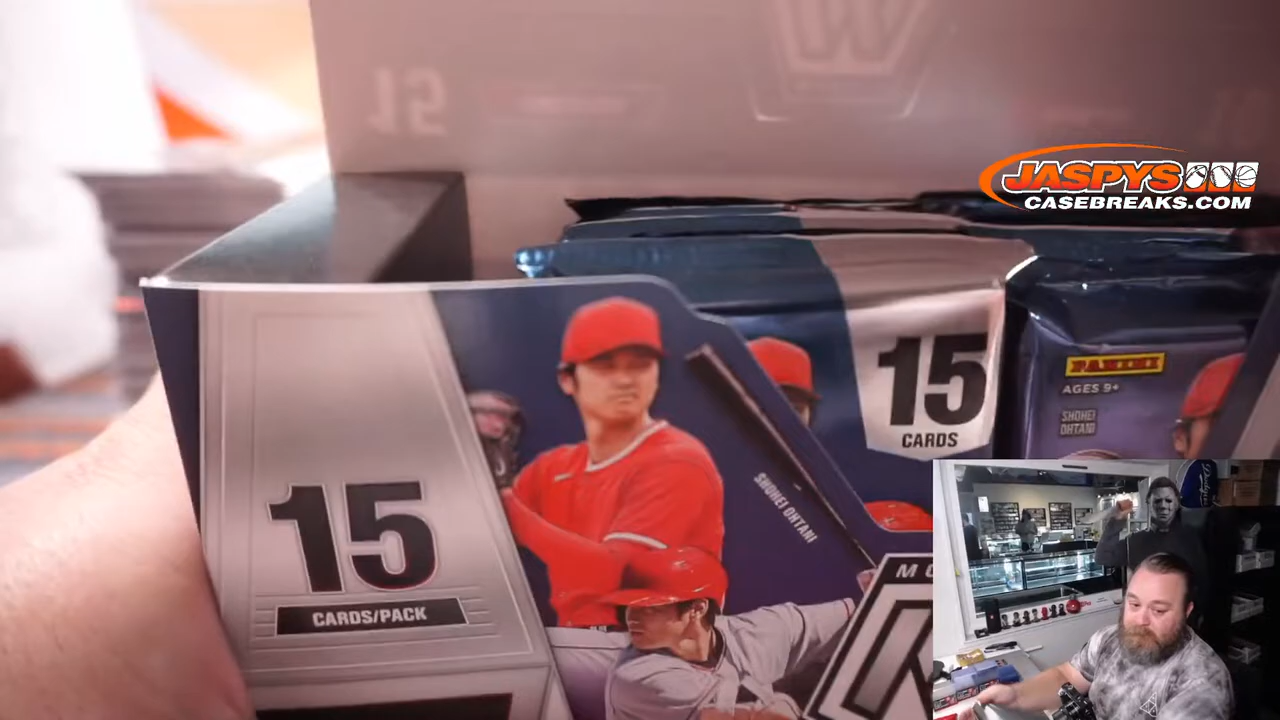 JASPYS
CASEBREAKS.COM
15
CARDS
PANINI
AGES 9+
SHOHEI
OHTANI
SHOHEI OHTANI
15
CARDS/PACK